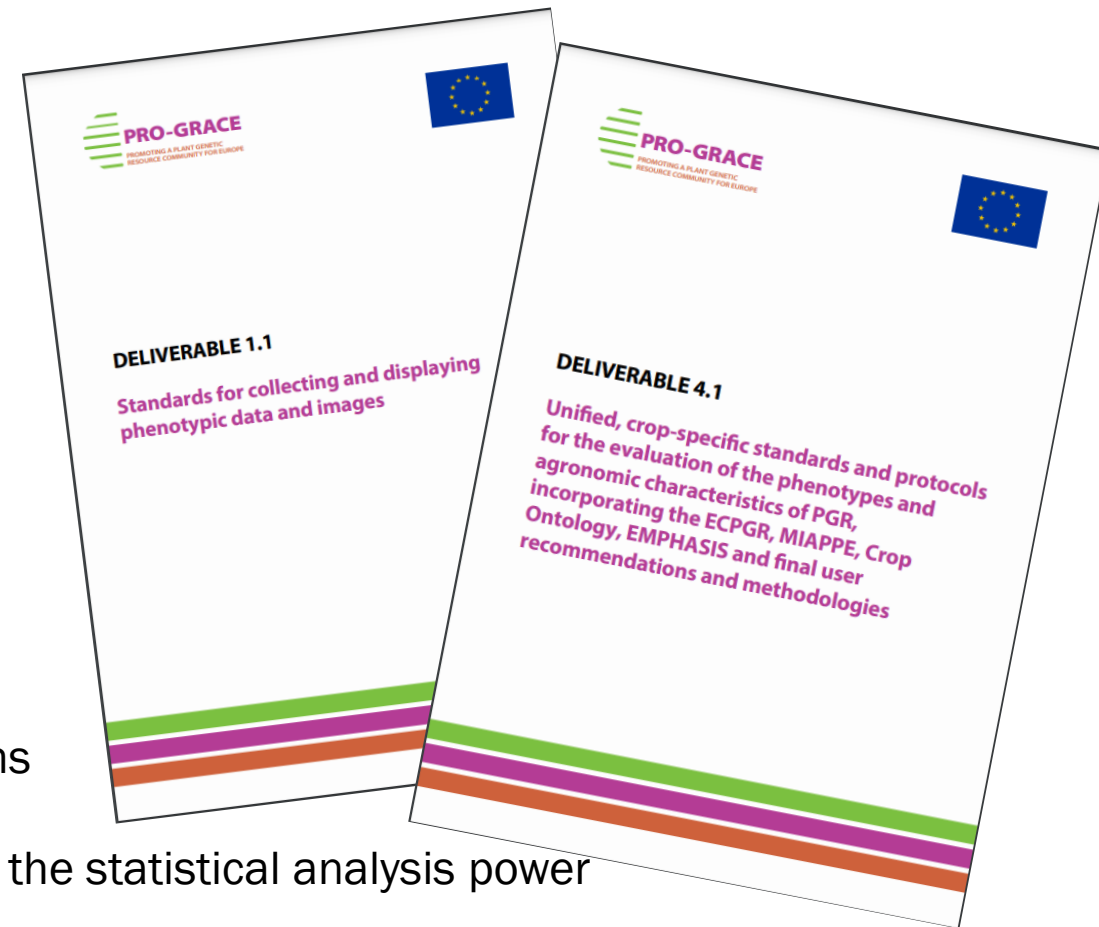 PRO-GRACE
PROMOTING A PLANT GENETIC
RESOURCE COMMUNITY FOR EUROPE
DELIVERABLE 1.1
Standards for collecting and displaying
phenotypic data and images
PRO-GRACE
PROMOTING A PLANT GENETIC
RESOURCE COMMUNITY FOR EUROPE
DELIVERABLE 4.1
Unified, crop-specific standards and protocols
for the evaluation of the phenotypes and
agronomic characteristics of PGR,
incorporating the ECPGR, MIAPPE, Crop
Ontology, EMPHASIS and final user
recommendations and methodologies
ns
the statistical analysis power